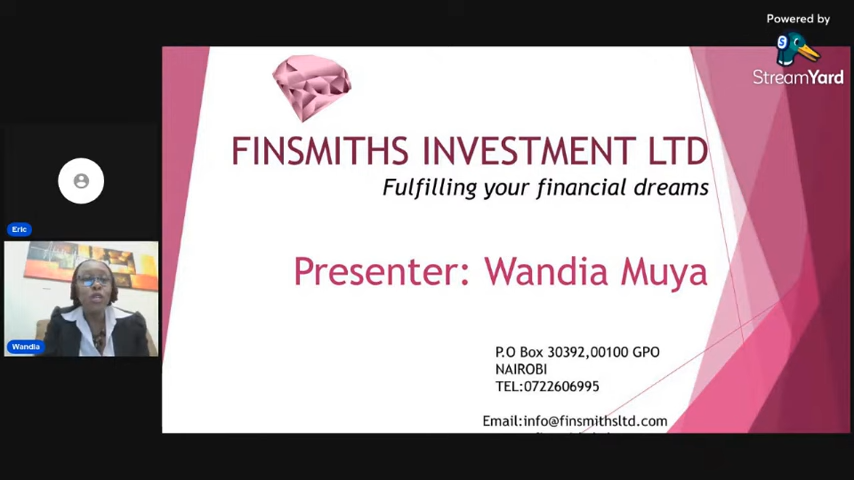 Powered by
StreamYard
FINSMITHS INVESTMENT LTD
Fulfilling your financial dreams
Presenter: Wandia Muya
Eric
Wandia
P.O Box 30392,00100 GPO
NAIROBI
TEL:0722606995
Email:info@finsmithsltd.com